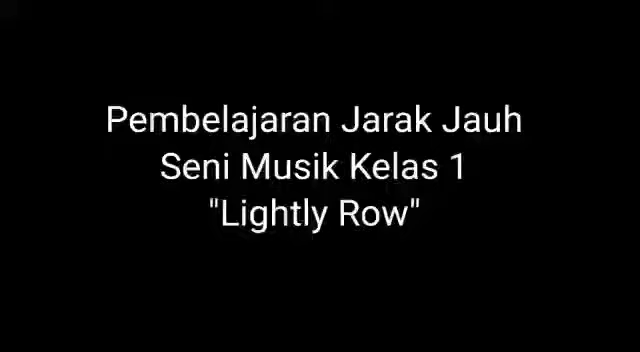 Pembelajaran Jarak Jauh
Seni Musik Kelas 1
"Lightly Row"